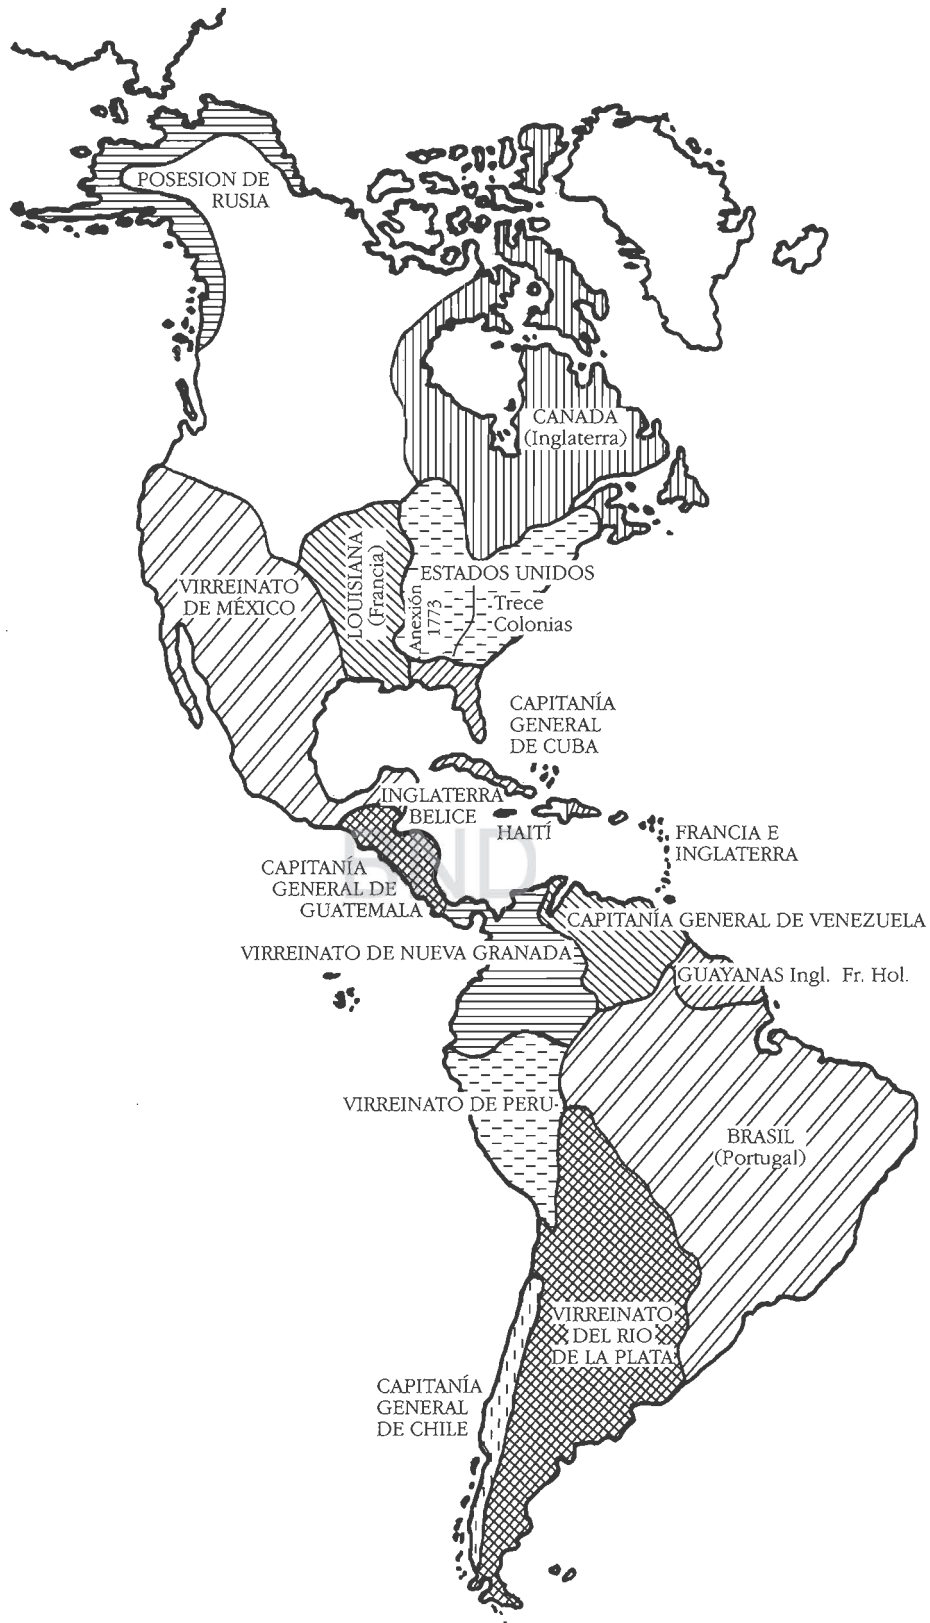 POSESION DE
RUSIA
CANADA
(Inglaterra)
LOUISIANA
(Francia)
ESTADOS UNIDOS
Anexión
1773
Trece
Colonias
VIRREINATO
DE MÉXICO
CAPITANÍA
GENERAL
DE CUBA
INGLATERRA
BELICE
HAITÍ
FRANCIA E
INGLATERRA
BND
CAPITANÍA
GENERAL DE
GUATEMALA
CAPITANÍA GENERAL DE VENEZUELA
VIRREINATO DE NUEVA GRANADA
GUAYANAS Ingl. Fr. Hol.
VIRREINATO DE PERU
BRASIL
(Portugal)
VIRREINATO
DEL RIO
DE LA PLATA
CAPITANÍA
GENERAL
DE CHILE